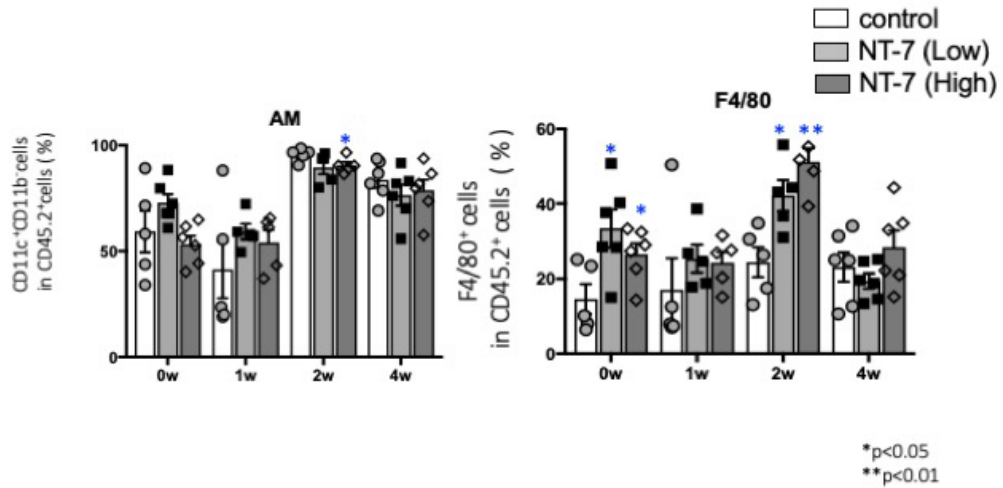 control
NT-7 (Low)
NT-7 (High)
AM
CD11c⁺CD11b⁻cells
in CD45.2⁺cells (%)
100
50
0
0w 1w 2w 4w
*
F4/80
F4/80⁺ cells
in CD45.2⁺ cells (%)
60
40
20
0
0w 1w 2w 4w
* * * **
*p<0.05
**p<0.01